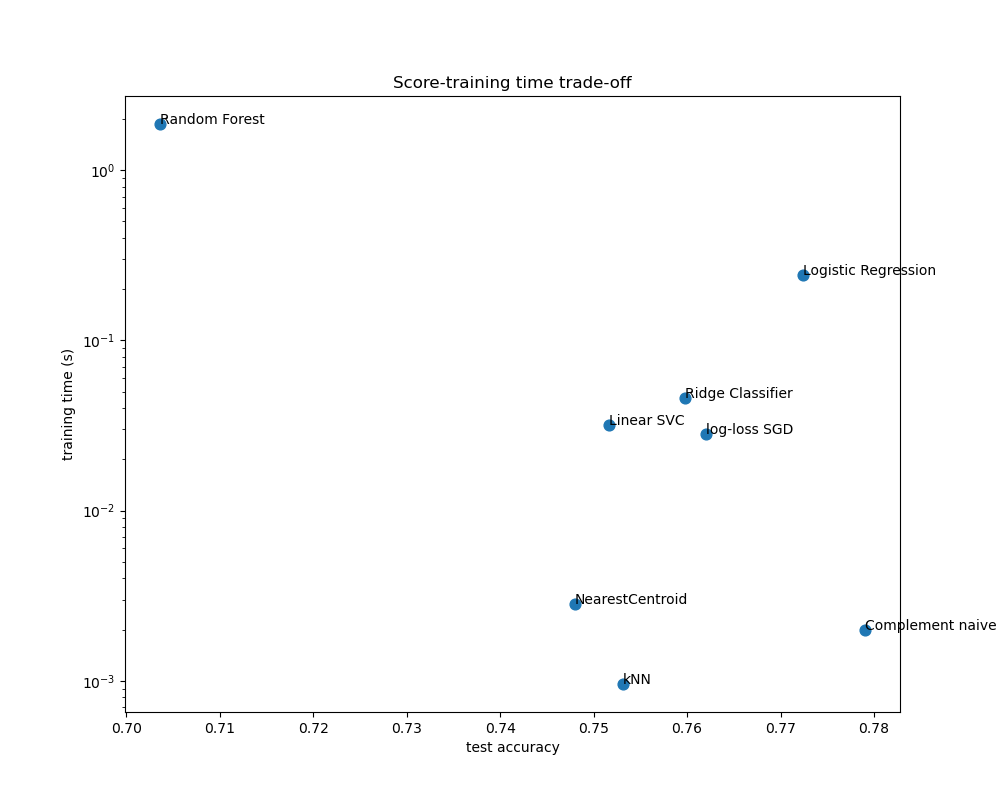 Score-training time trade-off
Random Forest
10⁰
Logistic Regression
10⁻¹
Ridge Classifier
Linear SVC
log-loss SGD
training time (s)
10⁻²
NearestCentroid
Complement naive
kNN
10⁻³
0.70 0.71 0.72 0.73 0.74 0.75 0.76 0.77 0.78
test accuracy